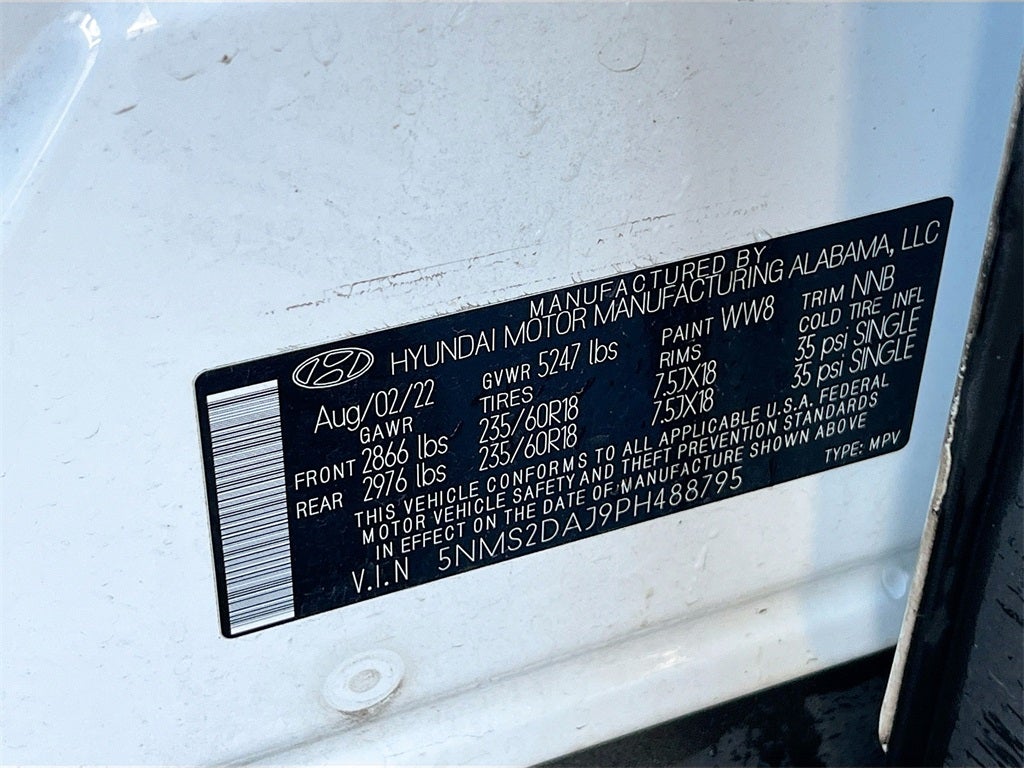 MANUFACTURED BY
HYUNDAI MOTOR MANUFACTURING ALABAMA, LLC
Aug/02/22 GVWR 5247 lbs PAINT WW8 TRIM NNB
GAWR TIRES RIMS COLD TIRE INFL
FRONT 2866 lbs 235/60R18 7.5JX18 35 psi SINGLE
REAR 2976 lbs 235/60R18 7.5JX18 35 psi SINGLE
THIS VEHICLE CONFORMS TO ALL APPLICABLE U.S.A. FEDERAL
MOTOR VEHICLE SAFETY AND THEFT PREVENTION STANDARDS
IN EFFECT ON THE DATE OF MANUFACTURE SHOWN ABOVE
V.I.N 5NMS2DAJ9PH488795 TYPE: MPV